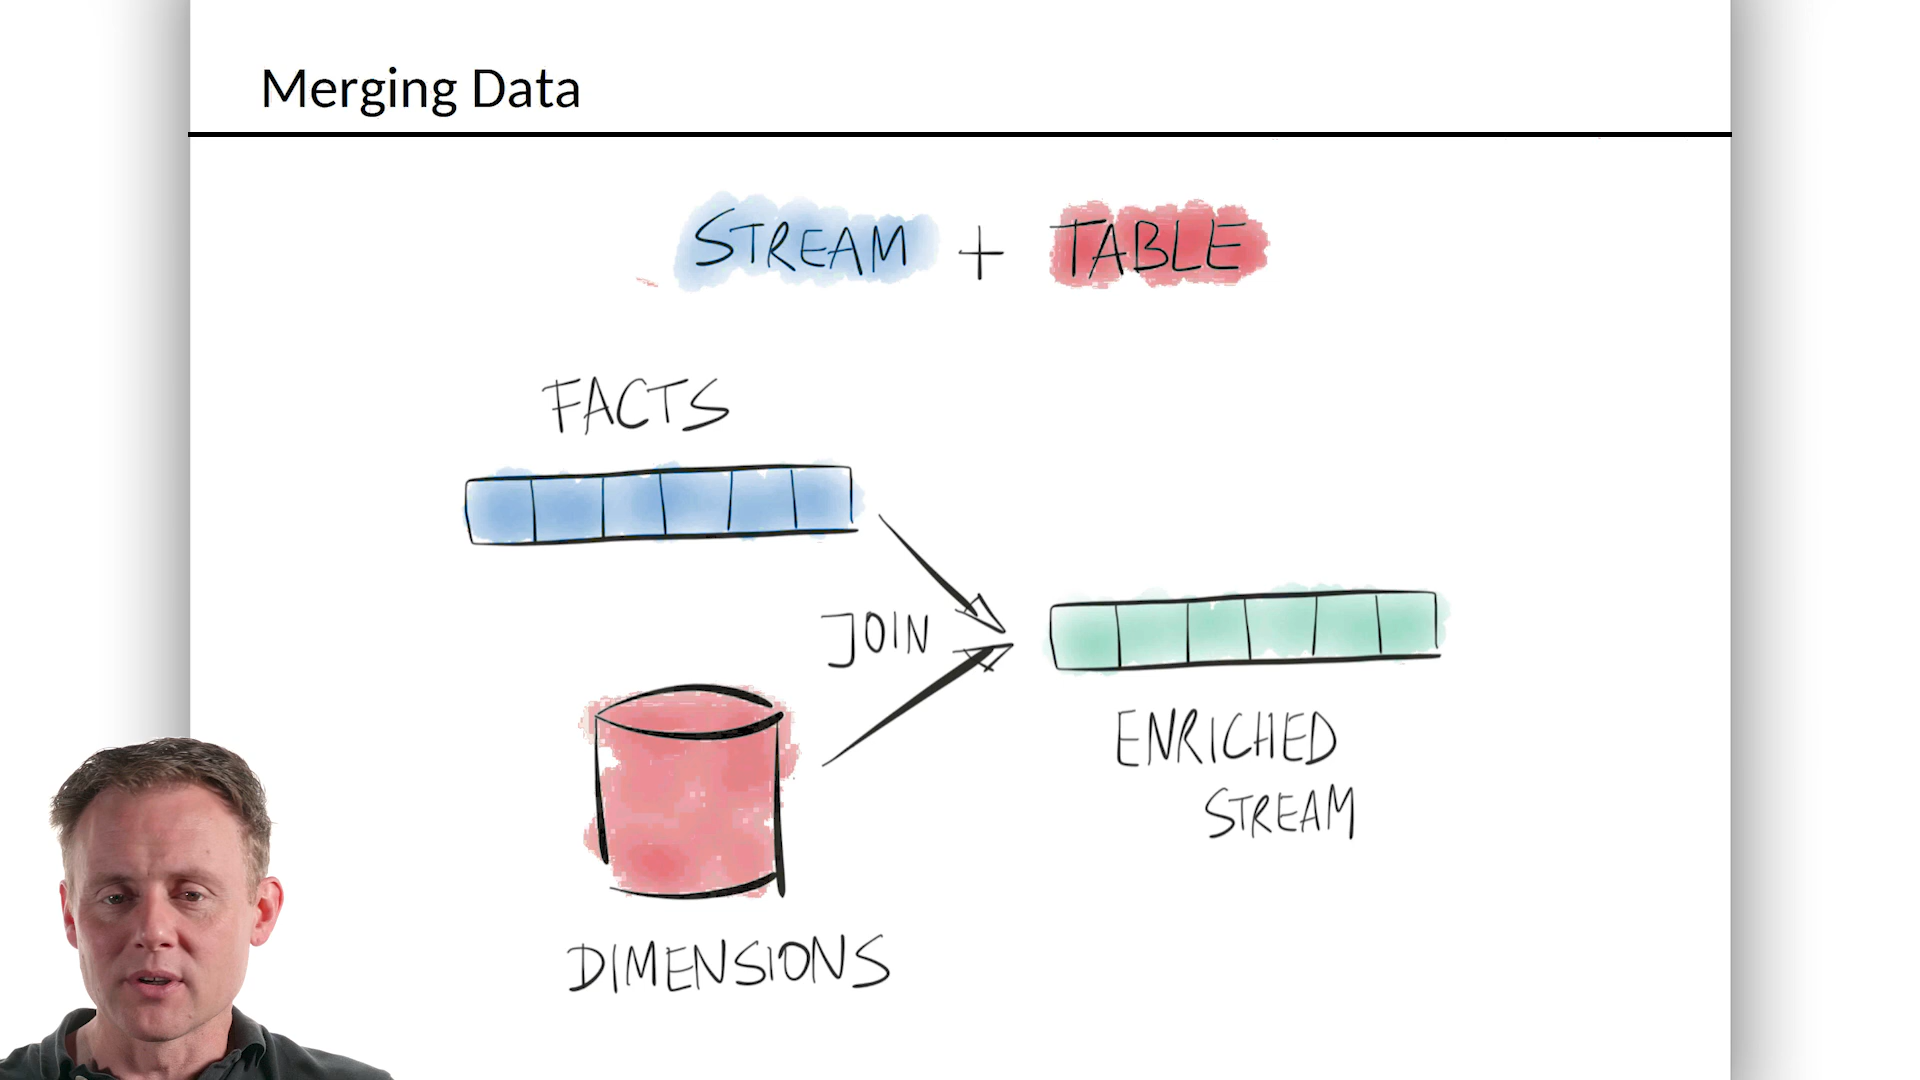 Merging Data
STREAM + TABLE
FACTS
JOIN
ENRICHED
STREAM
DIMENSIONS